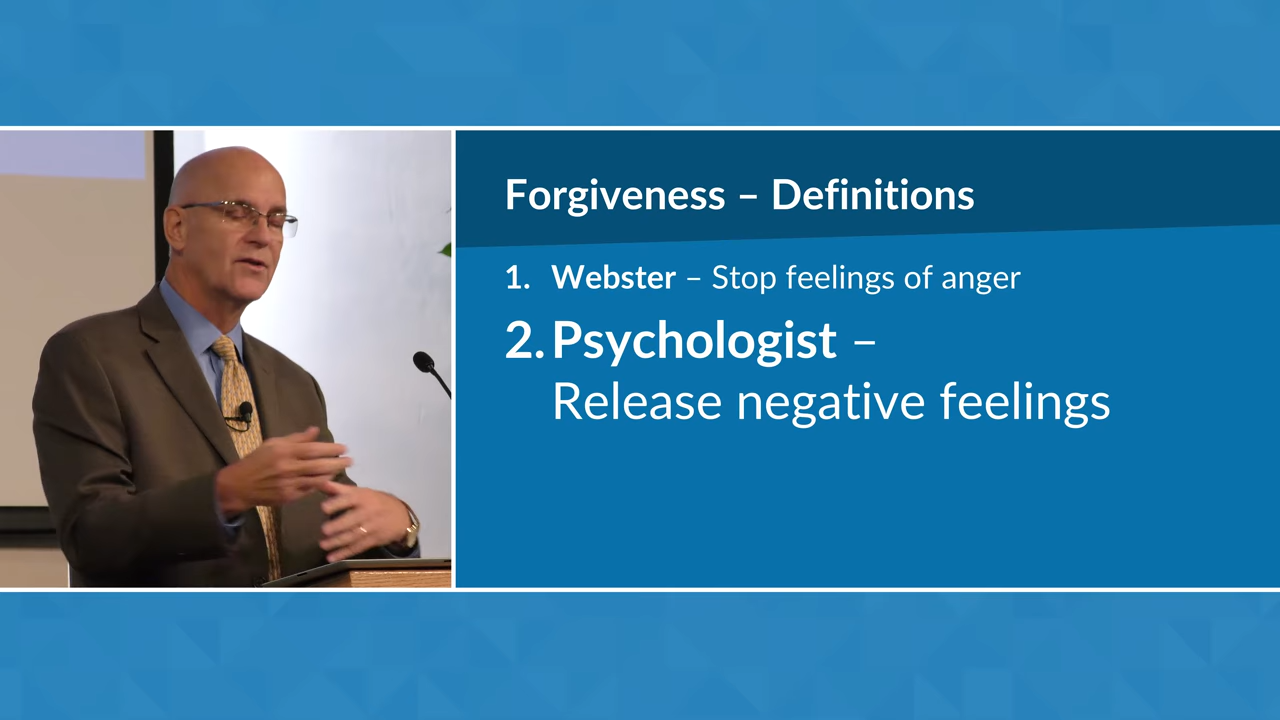 Forgiveness – Definitions
1. Webster – Stop feelings of anger
2. Psychologist –
Release negative feelings